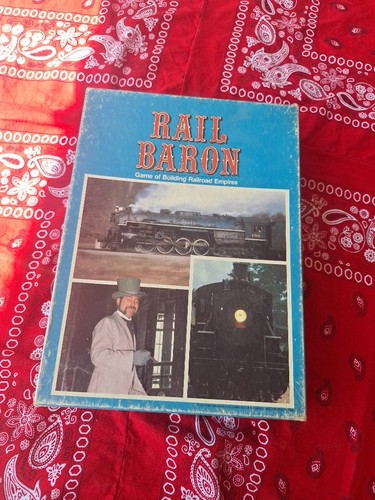 RAIL
BARON
Game of Building Railroad Empires